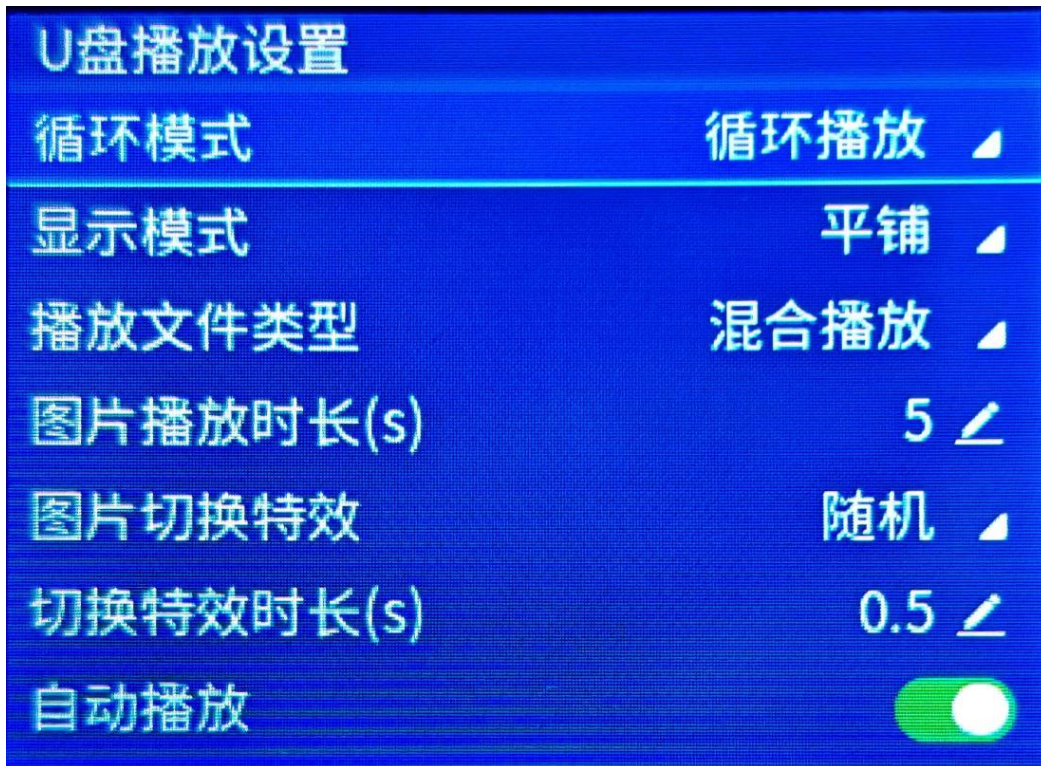 U盘播放设置
循环模式 循环播放
显示模式 平铺
播放文件类型 混合播放
图片播放时长(s) 5
图片切换特效 随机
切换特效时长(s) 0.5
自动播放